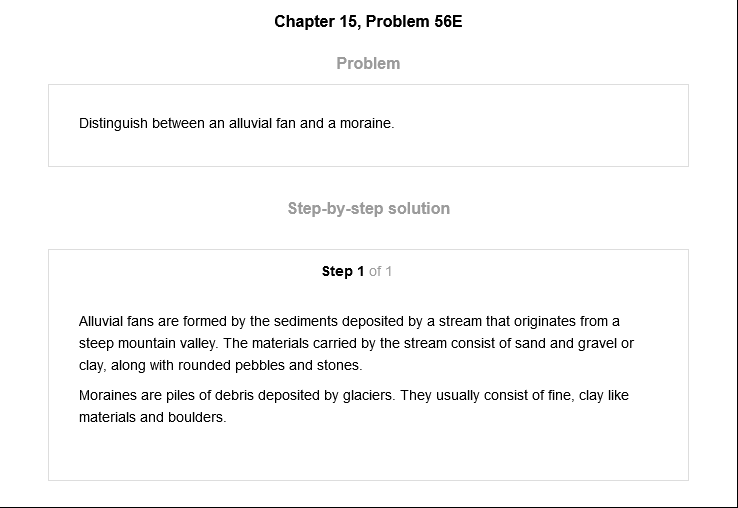 Chapter 15, Problem 56E
Problem
Distinguish between an alluvial fan and a moraine.
Step-by-step solution
Step 1 of 1
Alluvial fans are formed by the sediments deposited by a stream that originates from a
steep mountain valley. The materials carried by the stream consist of sand and gravel or
clay, along with rounded pebbles and stones.
Moraines are piles of debris deposited by glaciers. They usually consist of fine, clay like
materials and boulders.